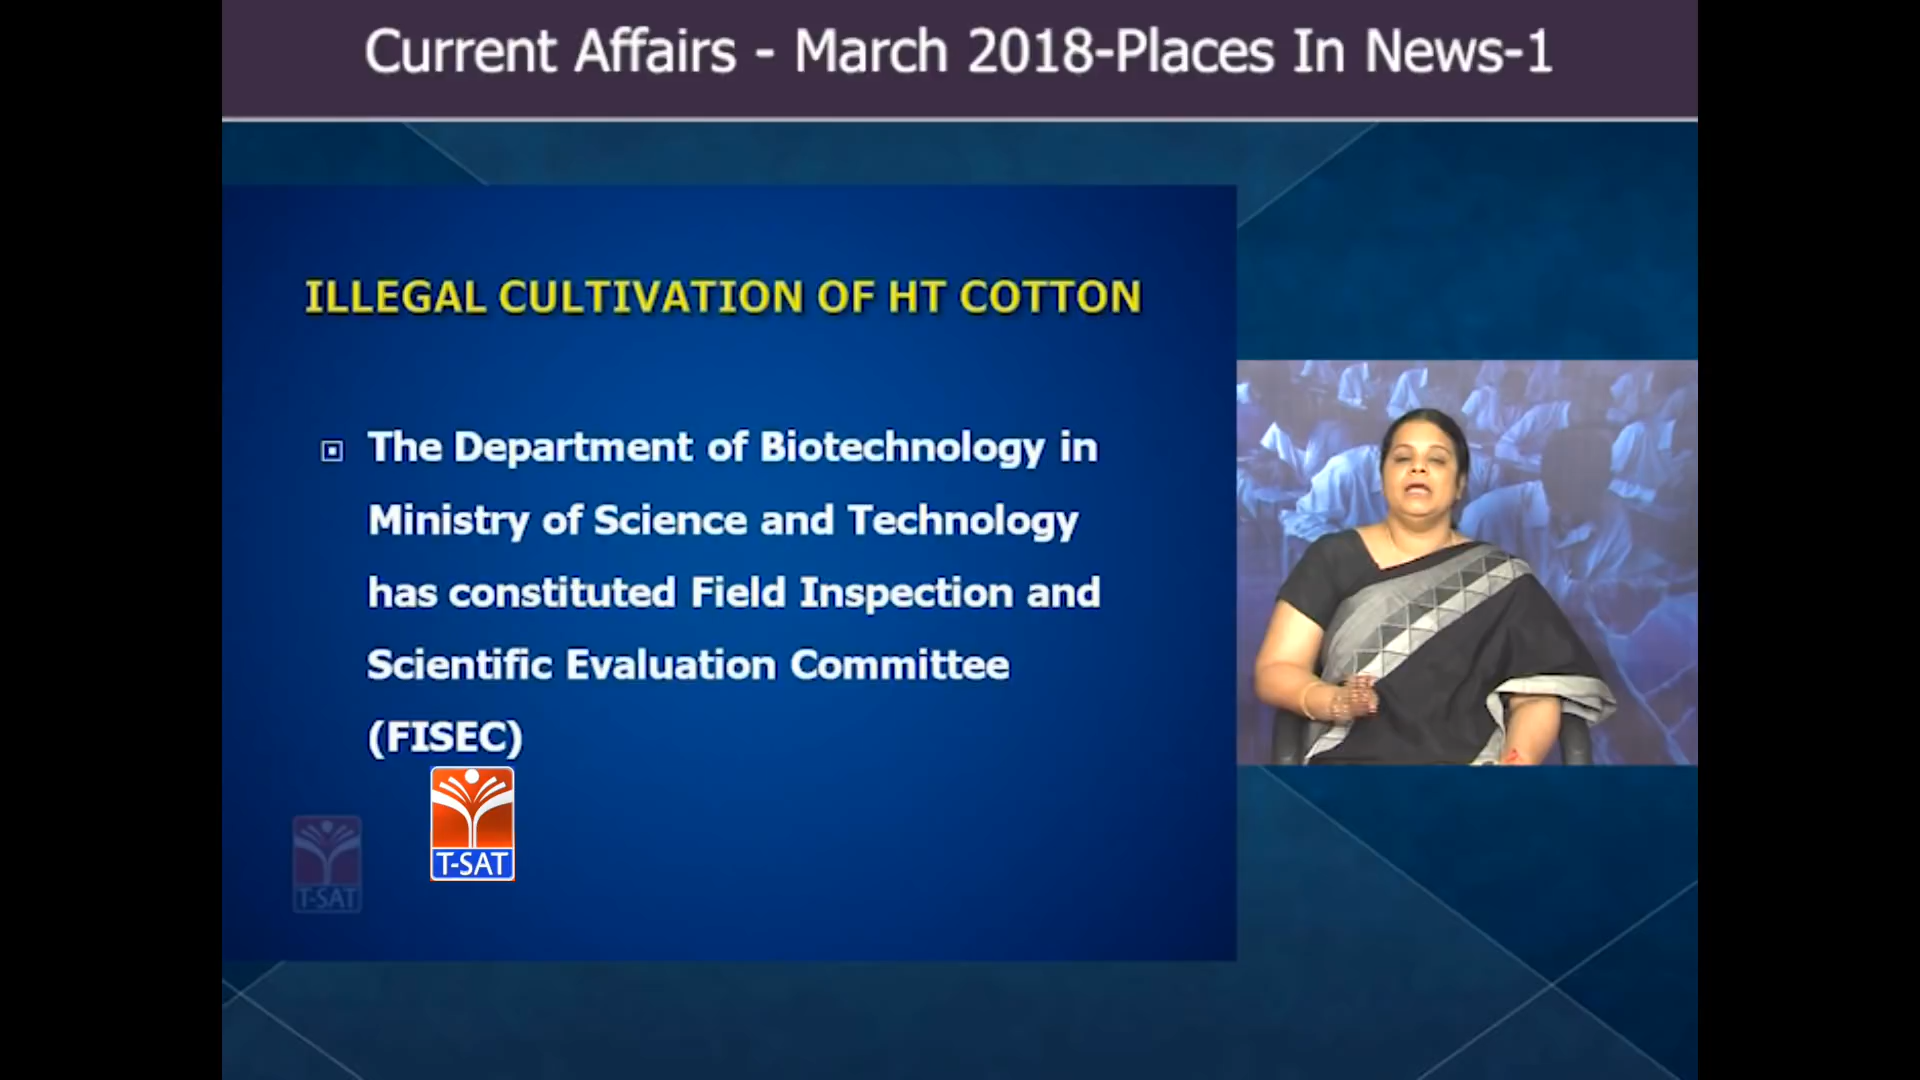 Current Affairs - March 2018-Places In News-1
ILLEGAL CULTIVATION OF HT COTTON
The Department of Biotechnology in
Ministry of Science and Technology
has constituted Field Inspection and
Scientific Evaluation Committee
(FISEC)
T-SAT
T-SAT